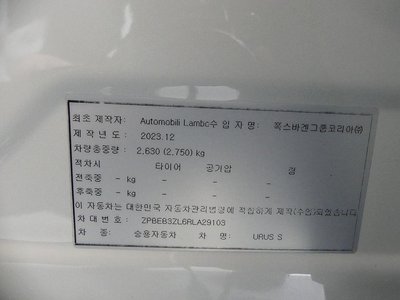 최초 제작자: Automobili Lambo수 입 자 명: 폭스바겐그룹코리아㈜
제 작 년 도 : 2023.12
차량총중량: 2,630 (2,750) kg
적차시 타이어 공기압 림
전축중 - kg - - -
후축중 - kg - - -
이 자동차는 대한민국 자동차관리법령에 적합하게 제작(수입)되었습
차 대 번 호: ZPBEB3ZL6RLA29103
차 종: 승용자동차 차 명: URUS S